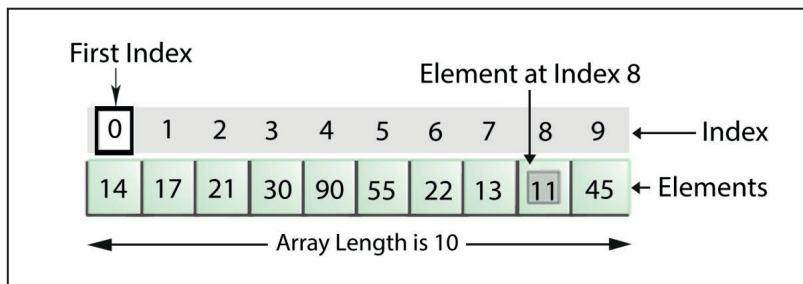 First Index
Element at Index 8
0 1 2 3 4 5 6 7 8 9 Index
14 17 21 30 90 55 22 13 11 45 Elements
Array Length is 10